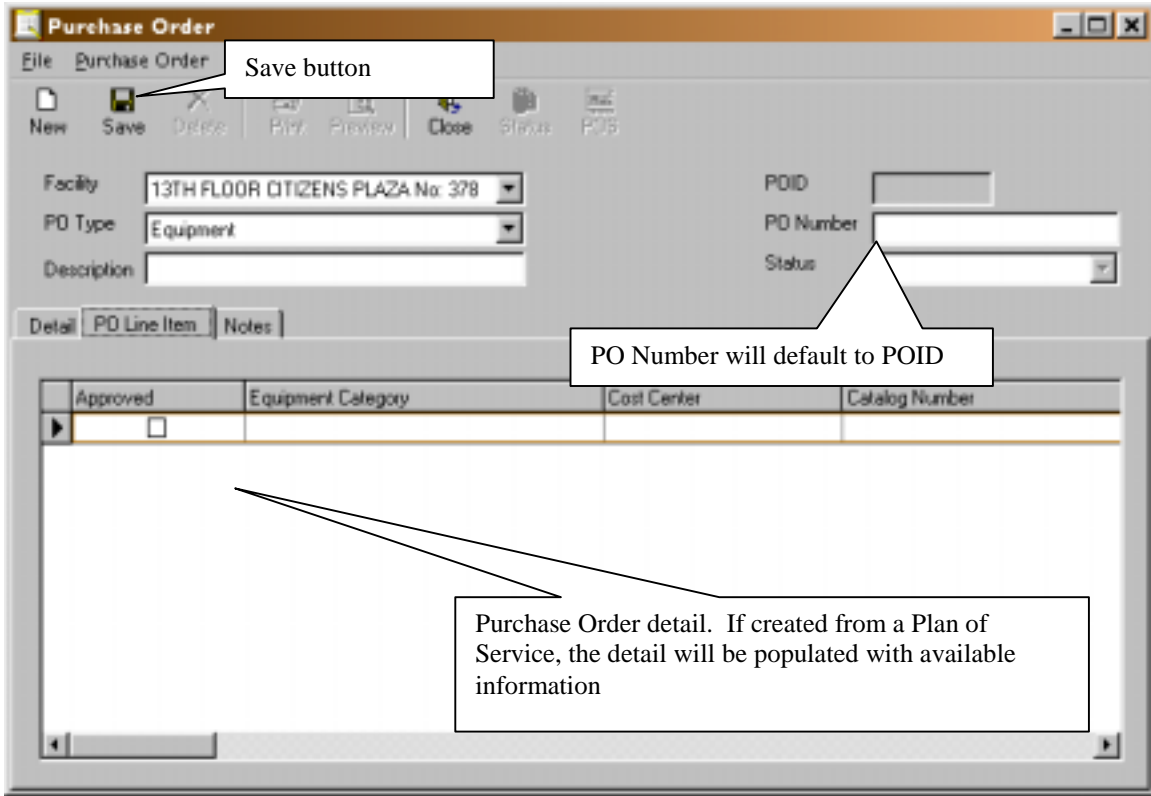 Purchase Order
File Purchase Order
Save button
New Save Delete Print Preview Close Status POS
Facility 13TH FLOOR CITIZENS PLAZA No: 378 POID
PO Type Equipment PO Number
Description Status
Detail PO Line Item Notes
PO Number will default to POID
Approved Equipment Category Cost Center Catalog Number
Purchase Order detail. If created from a Plan of
Service, the detail will be populated with available
information